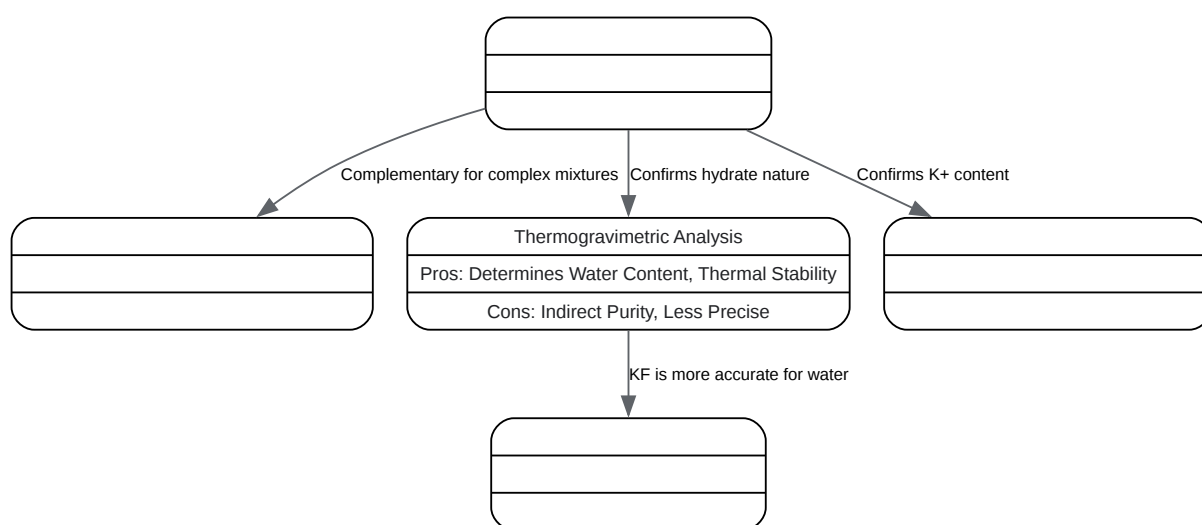 Complementary for complex mixtures
Confirms hydrate nature
Confirms K+ content
Thermogravimetric Analysis
Pros: Determines Water Content, Thermal Stability
Cons: Indirect Purity, Less Precise
KF is more accurate for water